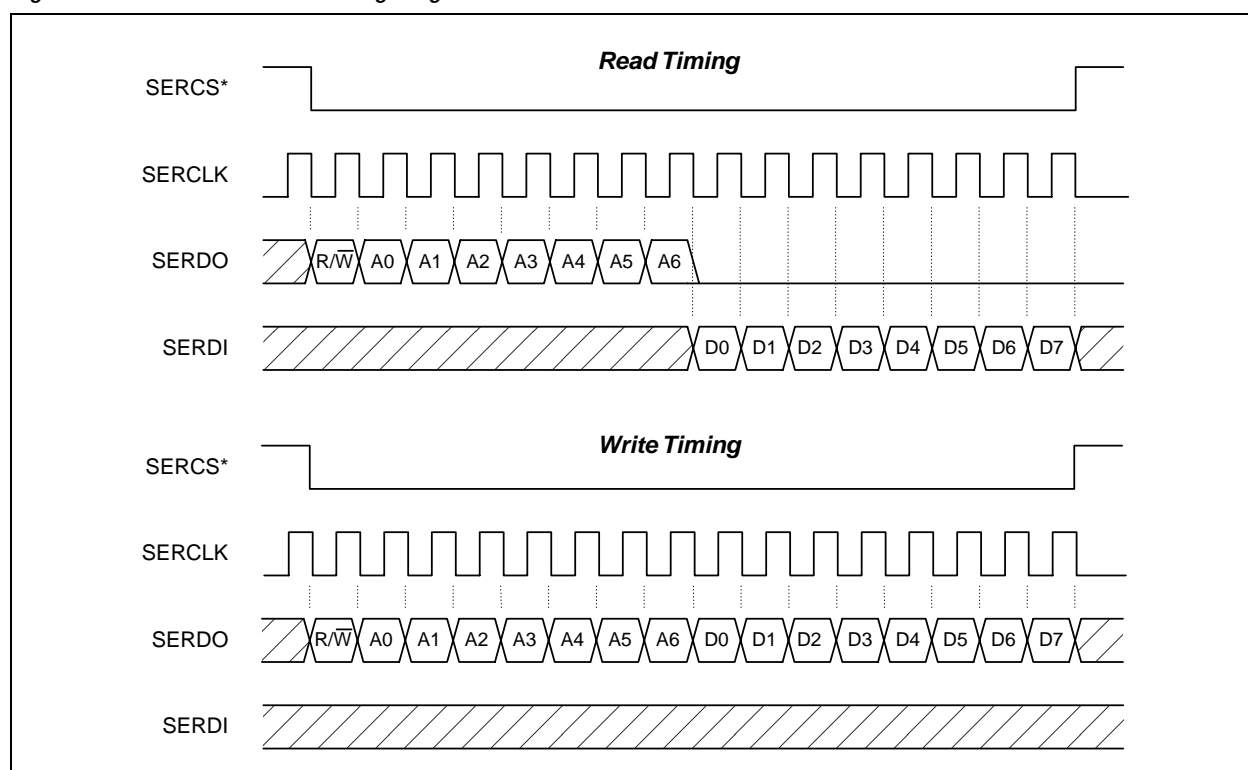 Read Timing
SERCS*
SERCLK
SERDO R/W̅ A0 A1 A2 A3 A4 A5 A6
SERDI D0 D1 D2 D3 D4 D5 D6 D7
Write Timing
SERCS*
SERCLK
SERDO R/W̅ A0 A1 A2 A3 A4 A5 A6 D0 D1 D2 D3 D4 D5 D6 D7
SERDI